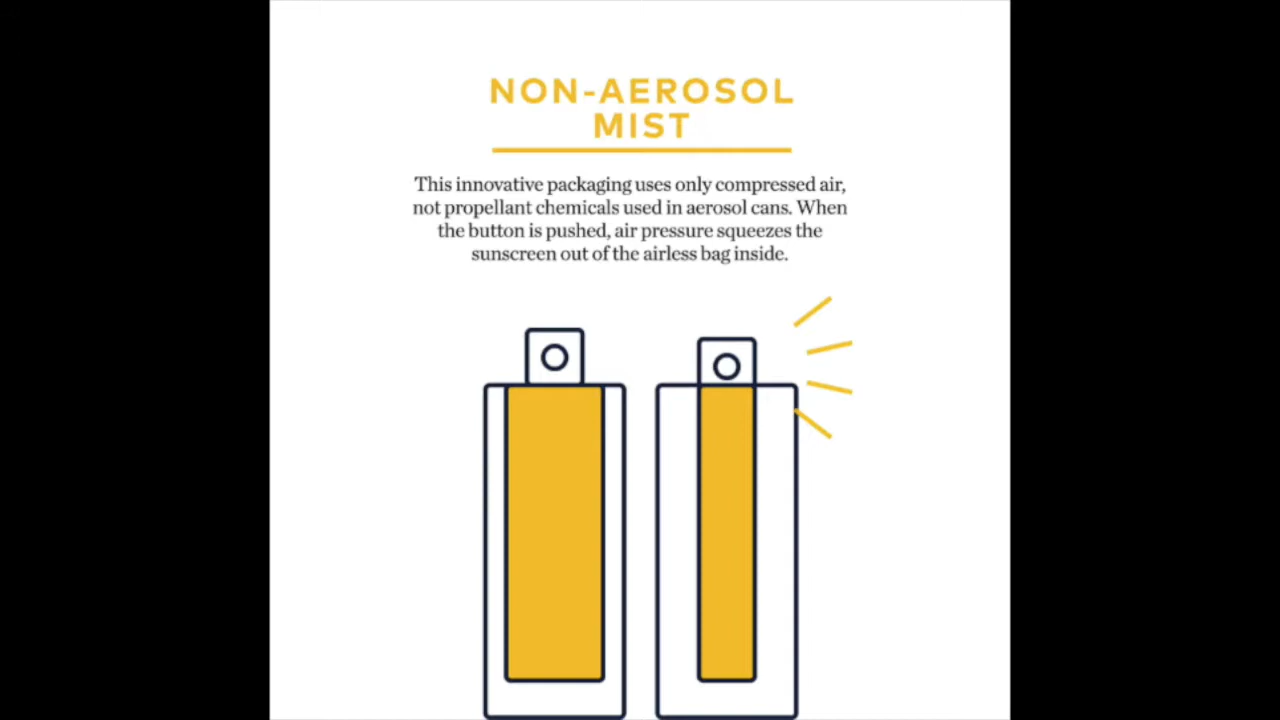 NON-AEROSOL
MIST
This innovative packaging uses only compressed air,
not propellant chemicals used in aerosol cans. When
the button is pushed, air pressure squeezes the
sunscreen out of the airless bag inside.